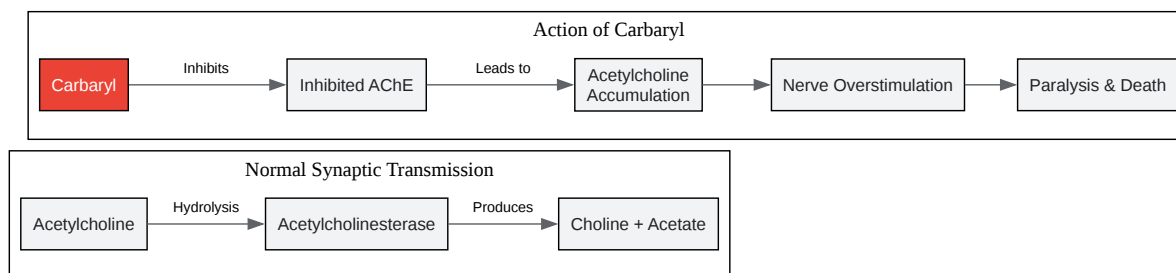 Action of Carbaryl
Carbaryl
Inhibits
Inhibited AChE
Leads to
Acetylcholine
Accumulation
Nerve Overstimulation
Paralysis & Death
Normal Synaptic Transmission
Acetylcholine
Hydrolysis
Acetylcholinesterase
Produces
Choline + Acetate